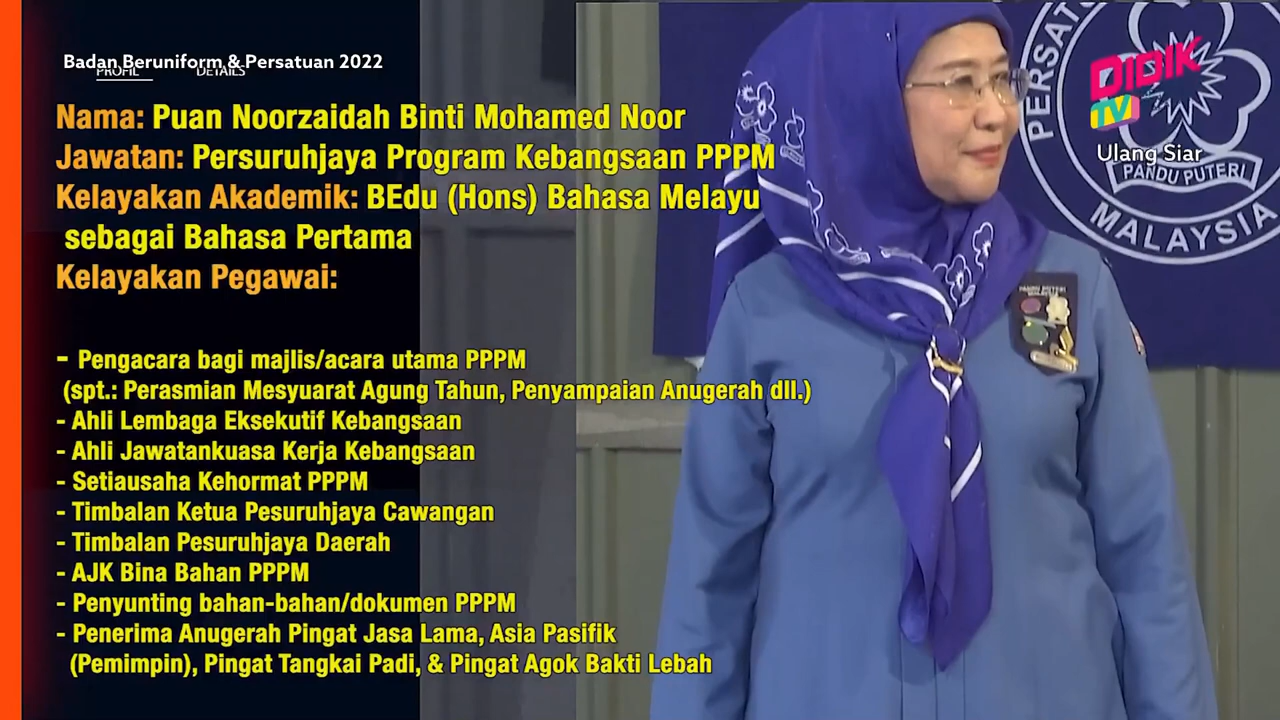 Badan Beruniform & Persatuan 2022
PROFIL DETAILS
Nama: Puan Noorzaidah Binti Mohamed Noor
Jawatan: Persuruhjaya Program Kebangsaan PPPM
Kelayakan Akademik: BEdu (Hons) Bahasa Melayu
sebagai Bahasa Pertama
Kelayakan Pegawai:
- Pengacara bagi majlis/acara utama PPPM
(spt.: Perasmian Mesyuarat Agung Tahun, Penyampaian Anugerah dll.)
- Ahli Lembaga Eksekutif Kebangsaan
- Ahli Jawatankuasa Kerja Kebangsaan
- Setiausaha Kehormat PPPM
- Timbalan Ketua Pesuruhjaya Cawangan
- Timbalan Pesuruhjaya Daerah
- AJK Bina Bahan PPPM
- Penyunting bahan-bahan/dokumen PPPM
- Penerima Anugerah Pingat Jasa Lama, Asia Pasifik
(Pemimpin), Pingat Tangkai Padi, & Pingat Agok Bakti Lebah
DIDIK
TV
Ulang Siar
PANDU PUTERI
MALAYSIA